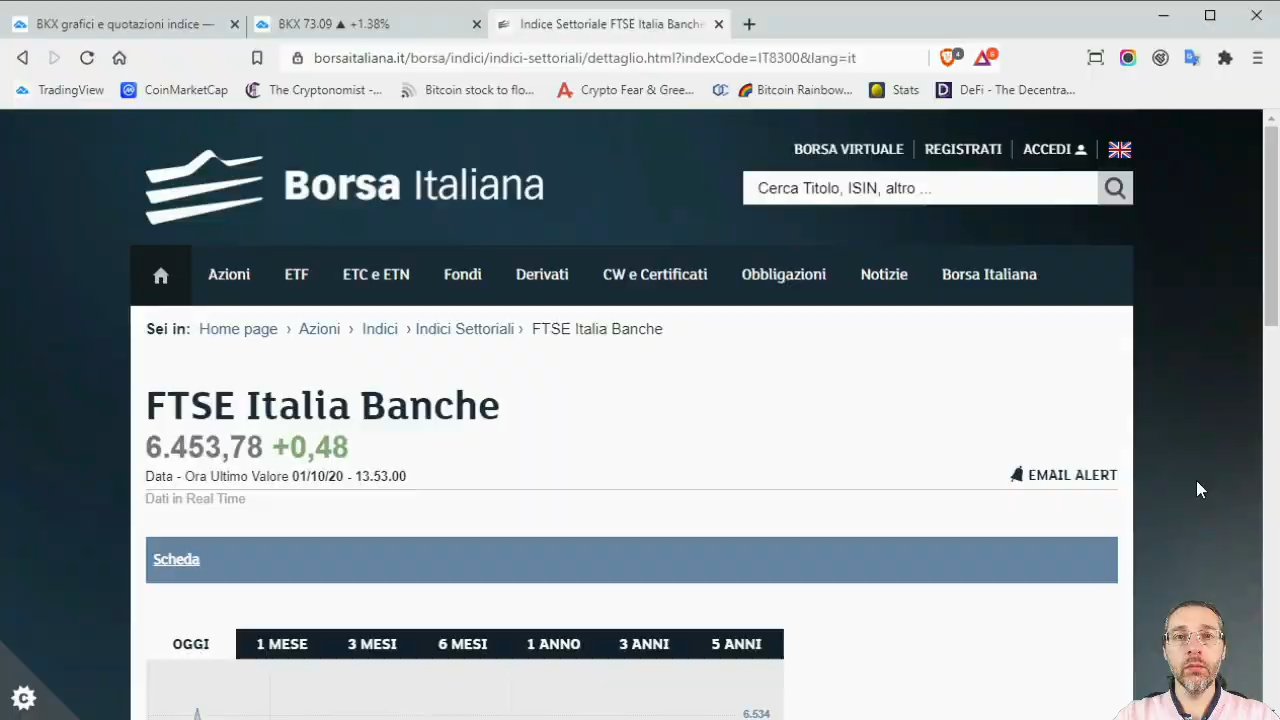 BKX grafici e quotazioni indice —
BKX 73.09 ▲ +1.38%
Indice Settoriale FTSE Italia Banche
borsaitaliana.it/borsa/indici/indici-settoriali/dettaglio.html?indexCode=IT8300&lang=it
TradingView
CoinMarketCap
The Cryptonomist -...
Bitcoin stock to flo...
Crypto Fear & Gree...
Bitcoin Rainbow...
Stats
DeFi - The Decentra...
BORSA VIRTUALE
REGISTRATI
ACCEDI
Borsa Italiana
Cerca Titolo, ISIN, altro ...
Azioni
ETF
ETC e ETN
Fondi
Derivati
CW e Certificati
Obbligazioni
Notizie
Borsa Italiana
Sei in: Home page › Azioni › Indici › Indici Settoriali › FTSE Italia Banche
FTSE Italia Banche
6.453,78 +0,48
Data - Ora Ultimo Valore 01/10/20 - 13.53.00
EMAIL ALERT
Dati in Real Time
Scheda
OGGI
1 MESE
3 MESI
6 MESI
1 ANNO
3 ANNI
5 ANNI
6.534